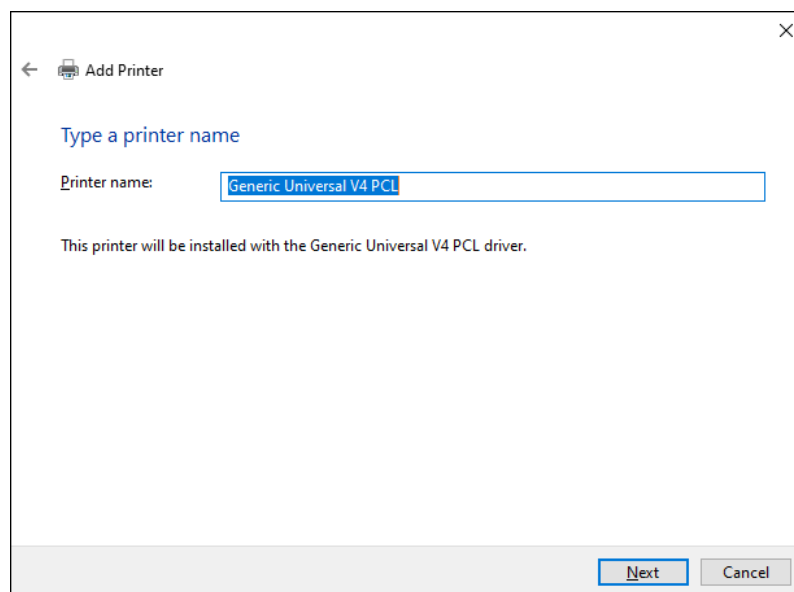 Add Printer
Type a printer name
Printer name: Generic Universal V4 PCL
This printer will be installed with the Generic Universal V4 PCL driver.
Next Cancel